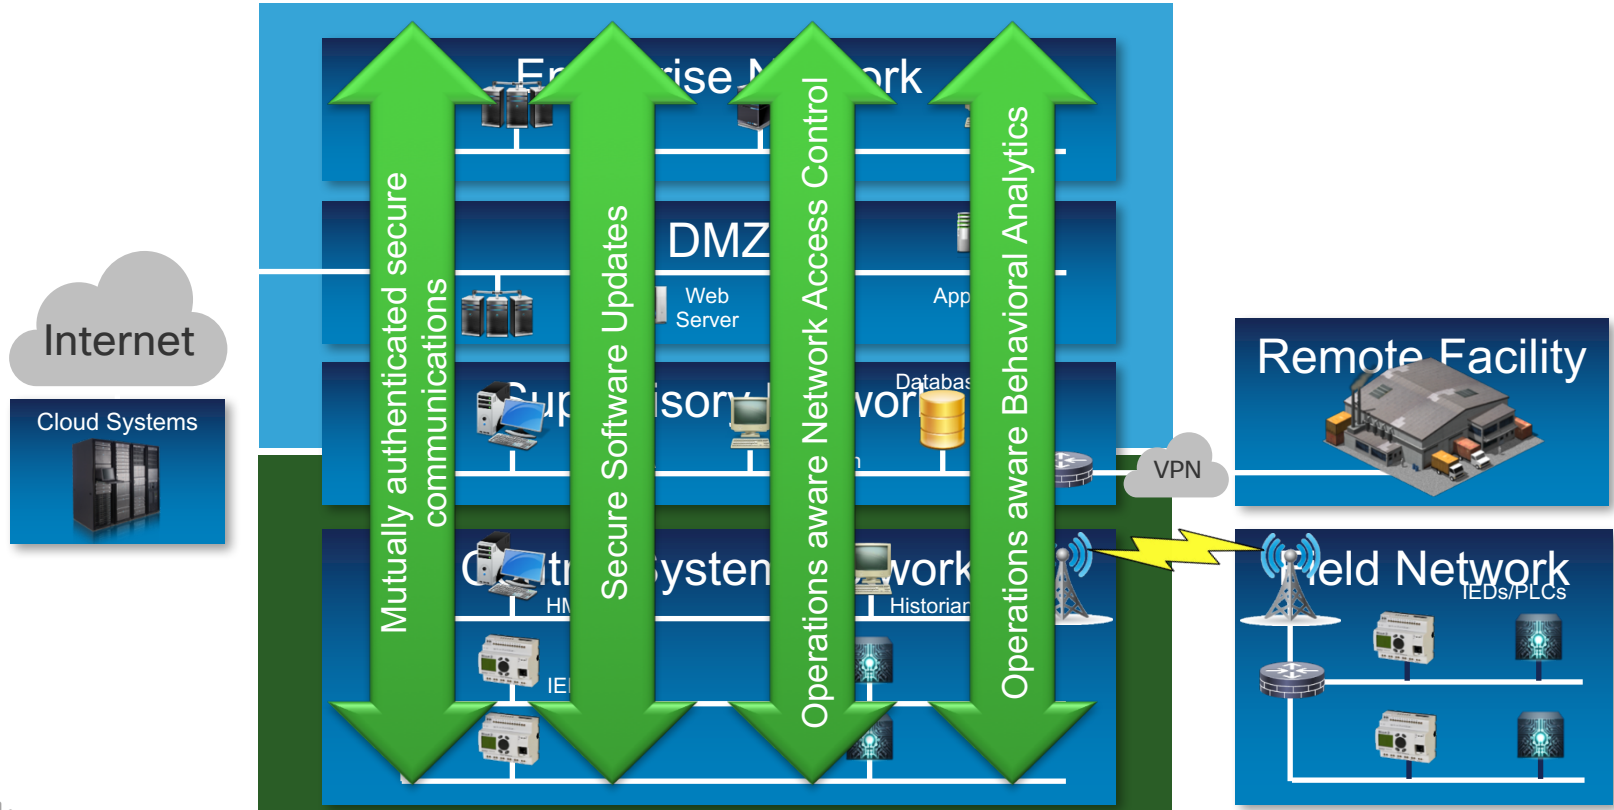 Internet
Cloud Systems
DMZ
Web
Server
App
Databas
HM
Historian
IE
Mutually authenticated secure
communications
Secure Software Updates
Operations aware Network Access Control
Operations aware Behavioral Analytics
VPN
Remote Facility
eld Network
IEDs/PLCs